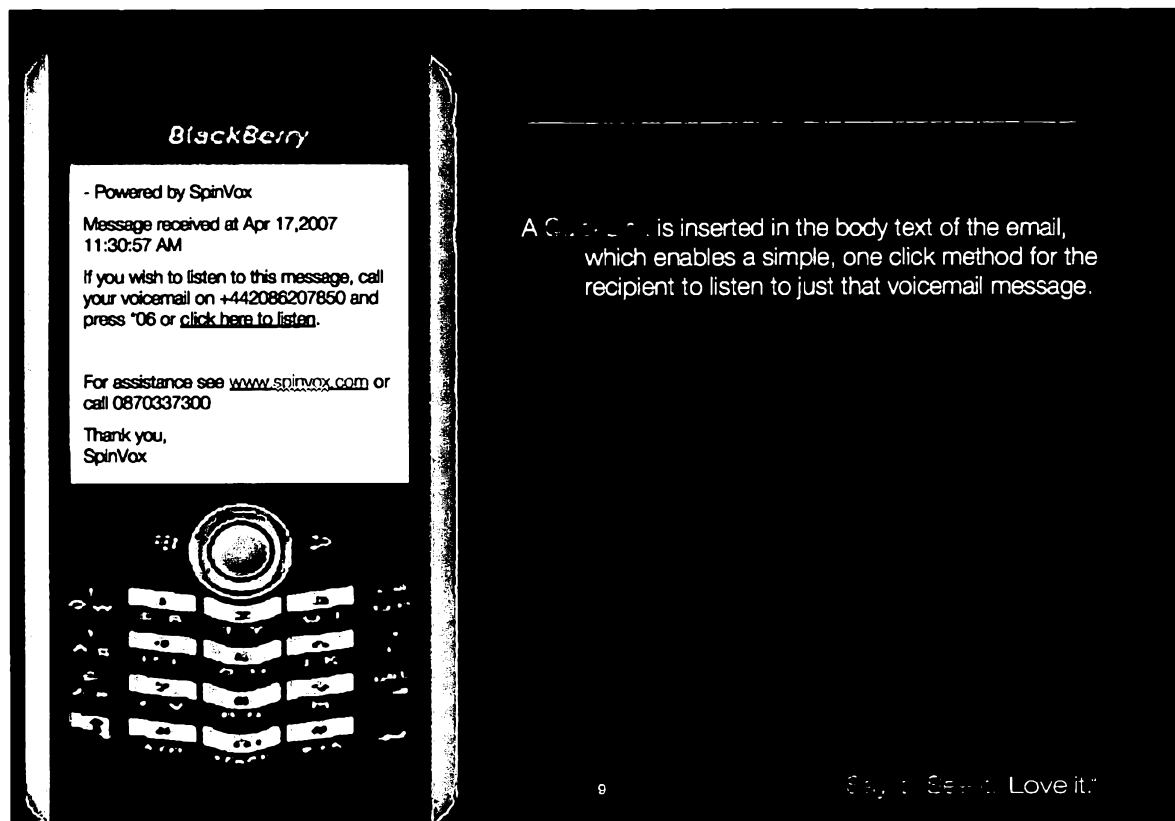 BlackBerry
- Powered by SpinVox
Message received at Apr 17,2007
11:30:57 AM
If you wish to listen to this message, call
your voicemail on +442086207850 and
press *06 or click here to listen.
For assistance see www.spinvox.com or
call 0870337300
Thank you,
SpinVox
A is inserted in the body text of the email,
which enables a simple, one click method for the
recipient to listen to just that voicemail message.
9
Love it.™